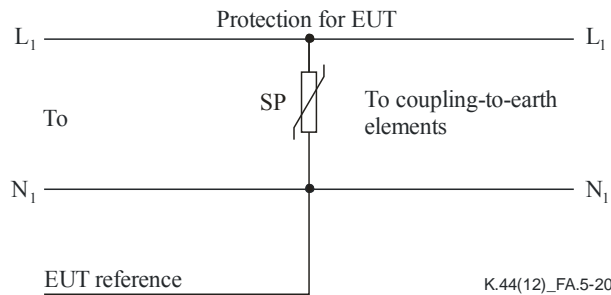 Protection for EUT
L1 L1
SP
To
To coupling-to-earth
elements
N1 N1
EUT reference
K.44(12)_FA.5-20